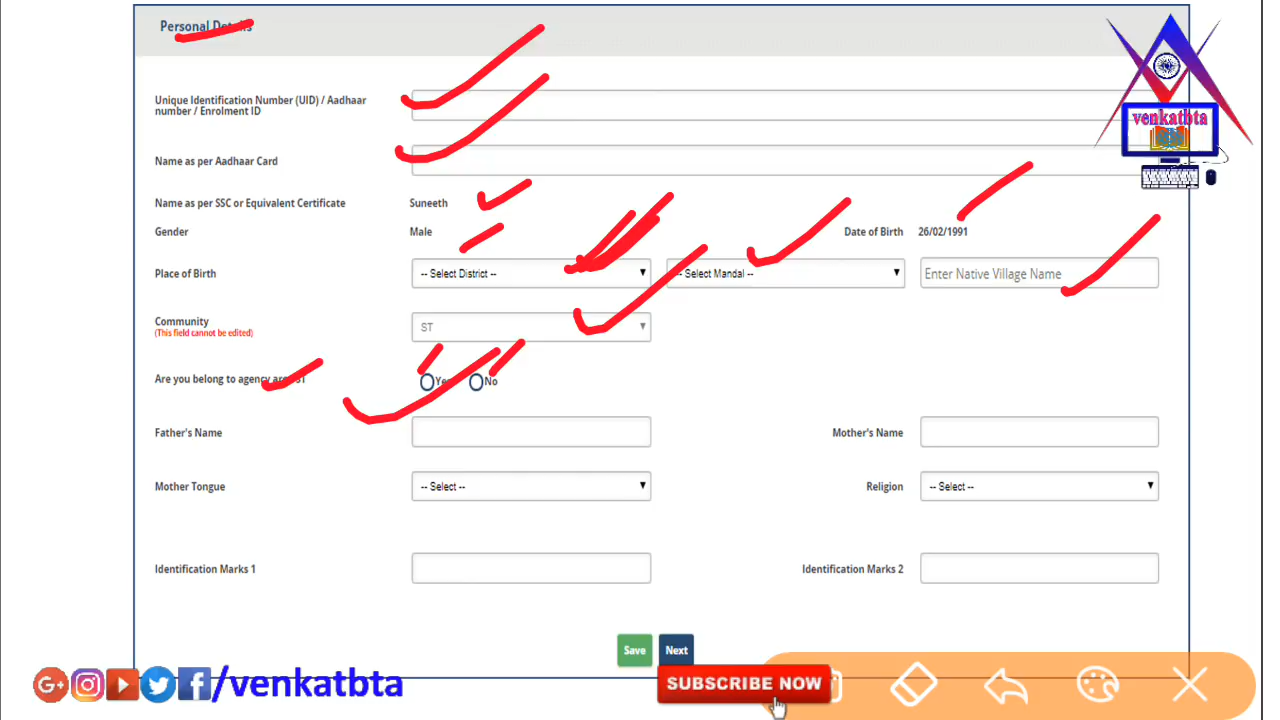 Personal Details
Unique Identification Number (UID) / Aadhaar
number / Enrolment ID
Name as per Aadhaar Card
Name as per SSC or Equivalent Certificate Suneeth
Gender Male Date of Birth 26/02/1991
Place of Birth -- Select District -- -- Select Mandal -- Enter Native Village Name
Community
(This field cannot be edited) ST
Are you belong to agency area ST Yes No
Father's Name Mother's Name
Mother Tongue -- Select -- Religion -- Select --
Identification Marks 1 Identification Marks 2
Save Next
SUBSCRIBE NOW
G+ f/venkatbta
venkatbta